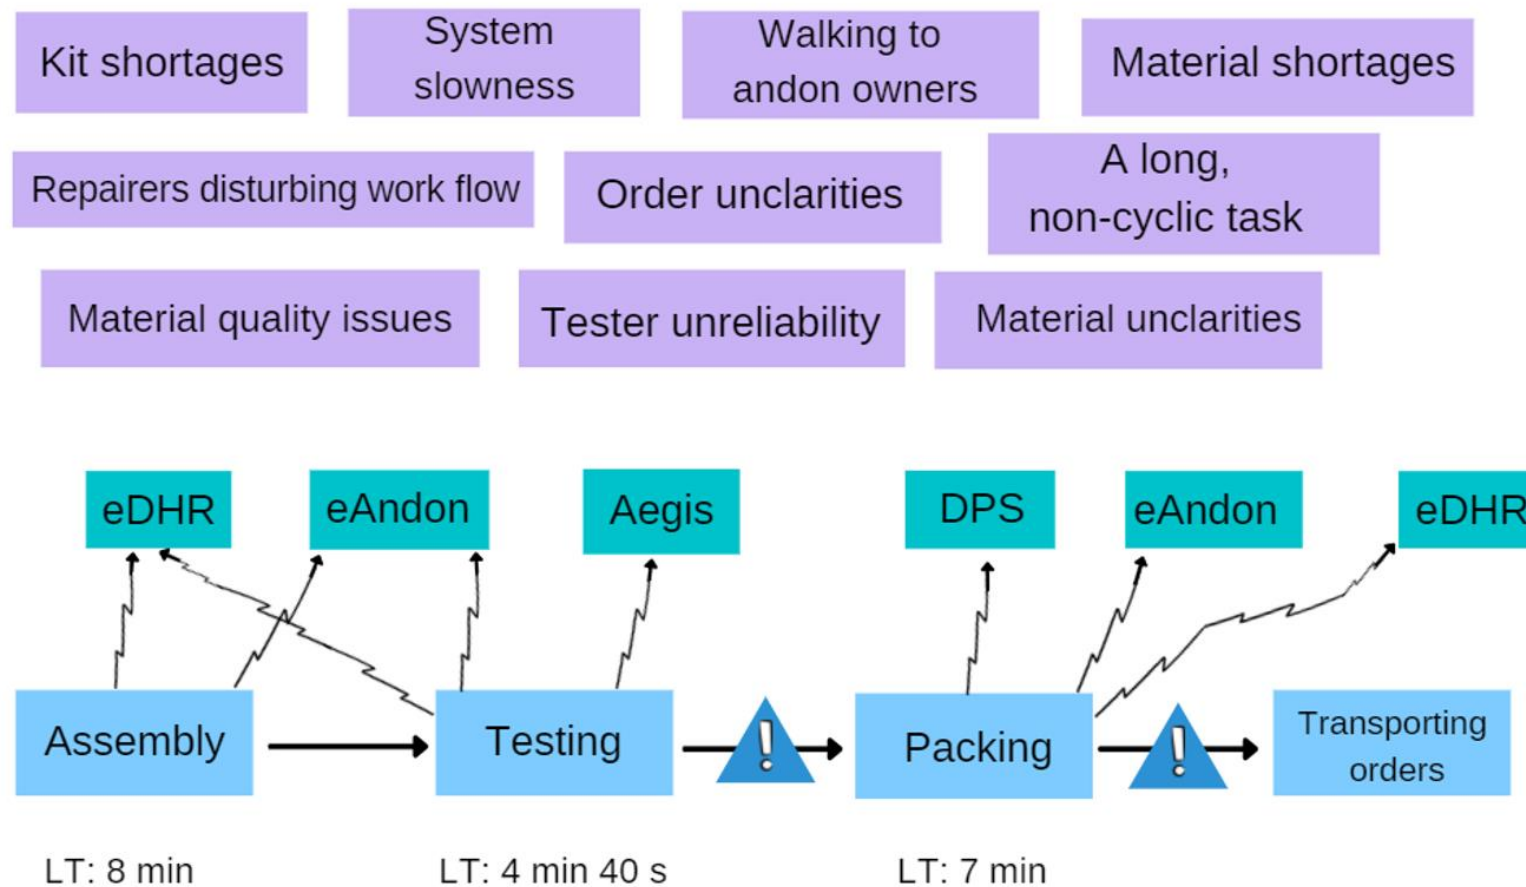 Kit shortages
System
slowness
Walking to
andon owners
Material shortages
Repairers disturbing work flow
Order unclarities
A long,
non-cyclic task
Material quality issues
Tester unreliability
Material unclarities
eDHR
eAndon
Aegis
DPS
eAndon
eDHR
Assembly
Testing
!
Packing
!
Transporting
orders
LT: 8 min
LT: 4 min 40 s
LT: 7 min